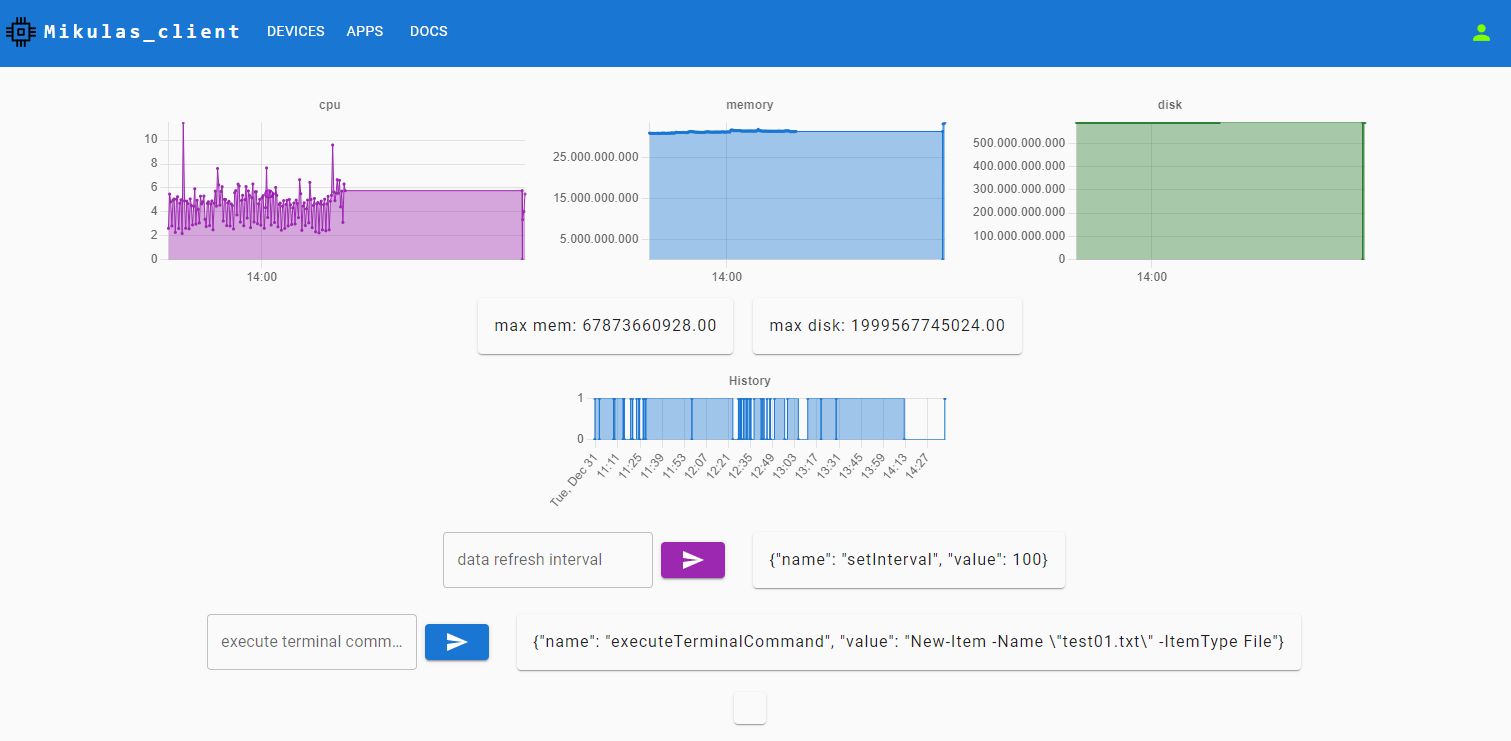 Mikulas_client DEVICES APPS DOCS
cpu
10
8
6
4
2
0
14:00
memory
25.000.000.000
15.000.000.000
5.000.000.000
14:00
disk
500.000.000.000
400.000.000.000
300.000.000.000
200.000.000.000
100.000.000.000
0
14:00
max mem: 67873660928.00
max disk: 1999567745024.00
History
1
0
Tue, Dec 31
11:11
11:25
11:39
11:53
12:07
12:21
12:35
12:49
13:03
13:17
13:31
13:45
13:59
14:13
14:27
data refresh interval
{"name": "setInterval", "value": 100}
execute terminal comm...
{"name": "executeTerminalCommand", "value": "New-Item -Name \"test01.txt\" -ItemType File"}